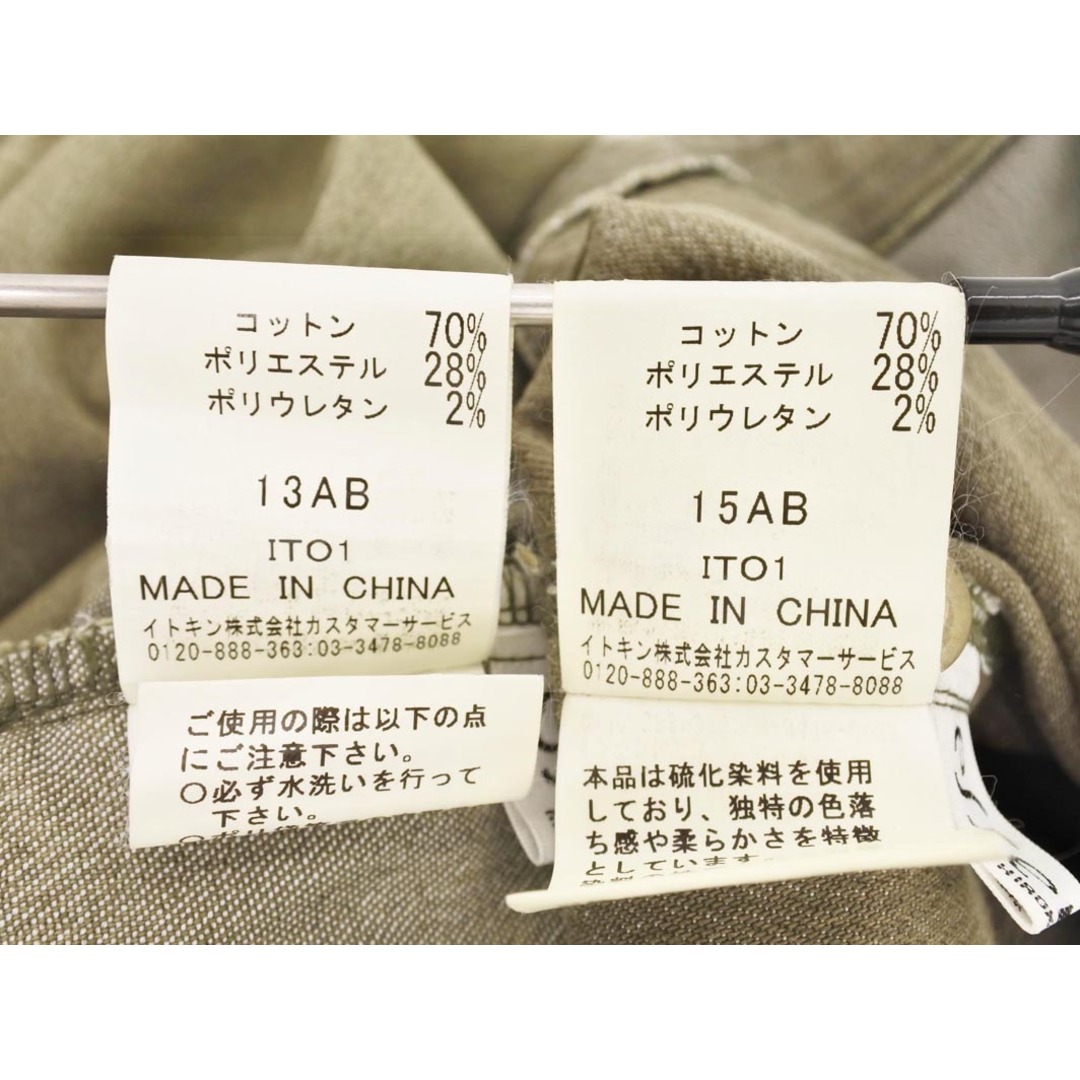 コットン 70%
ポリエステル 28%
ポリウレタン 2%
13AB
ITO1
MADE IN CHINA
イトキン株式会社カスタマーサービス
0120-888-363:03-3478-8088
ご使用の際は以下の点
にご注意下さい。
○必ず水洗いを行って
下さい。
コットン 70%
ポリエステル 28%
ポリウレタン 2%
15AB
ITO1
MADE IN CHINA
イトキン株式会社カスタマーサービス
0120-888-363:03-3478-8088
本品は硫化染料を使用
しており、独特の色落
ち感や柔らかさを特徴
としています。